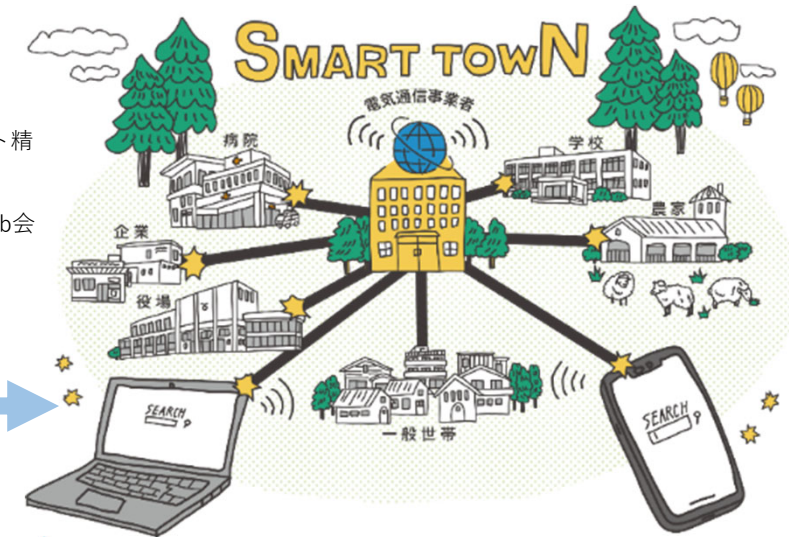 SMART TOWN
電気通信事業者
ト精
病院
学校
農家
b会
企業
役場
SEARCH
SEARCH
一般世帯